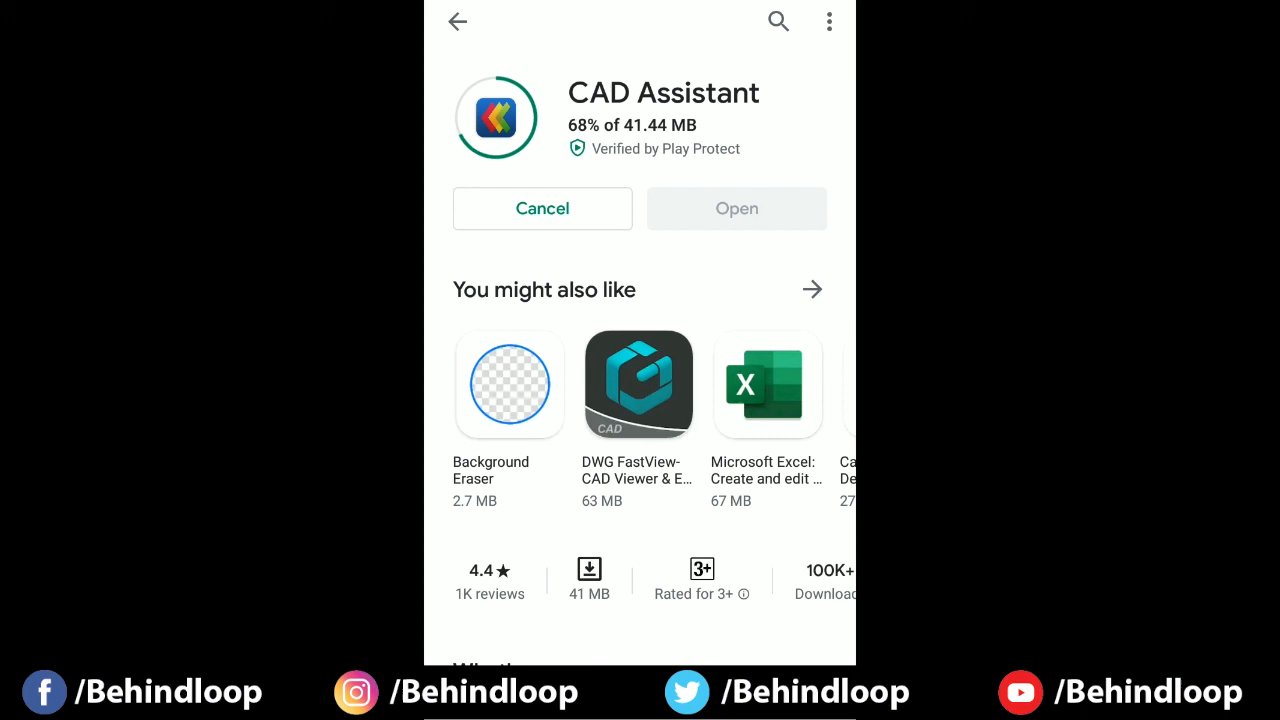 CAD Assistant
68% of 41.44 MB
Verified by Play Protect
Cancel
Open
You might also like
CAD
X
Background
Eraser
2.7 MB
DWG FastView-
CAD Viewer & E...
63 MB
Microsoft Excel:
Create and edit ...
67 MB
Ca
De
27
4.4★
1K reviews
41 MB
3+
Rated for 3+
100K+
Download
f /Behindloop
/Behindloop
/Behindloop
/Behindloop